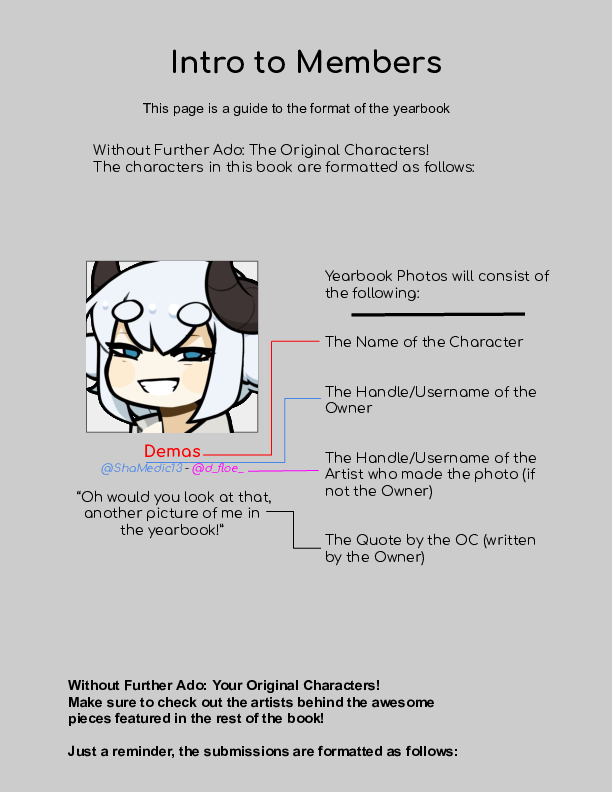 Intro to Members
This page is a guide to the format of the yearbook
Without Further Ado: The Original Characters!
The characters in this book are formatted as follows:
Yearbook Photos will consist of
the following:
The Name of the Character
The Handle/Username of the
Owner
The Handle/Username of the
Artist who made the photo (if
not the Owner)
The Quote by the OC (written
by the Owner)
Demas
@ShaMedic13 - @d_floe_
“Oh would you look at that,
another picture of me in
the yearbook!”
Without Further Ado: Your Original Characters!
Make sure to check out the artists behind the awesome
pieces featured in the rest of the book!
Just a reminder, the submissions are formatted as follows: